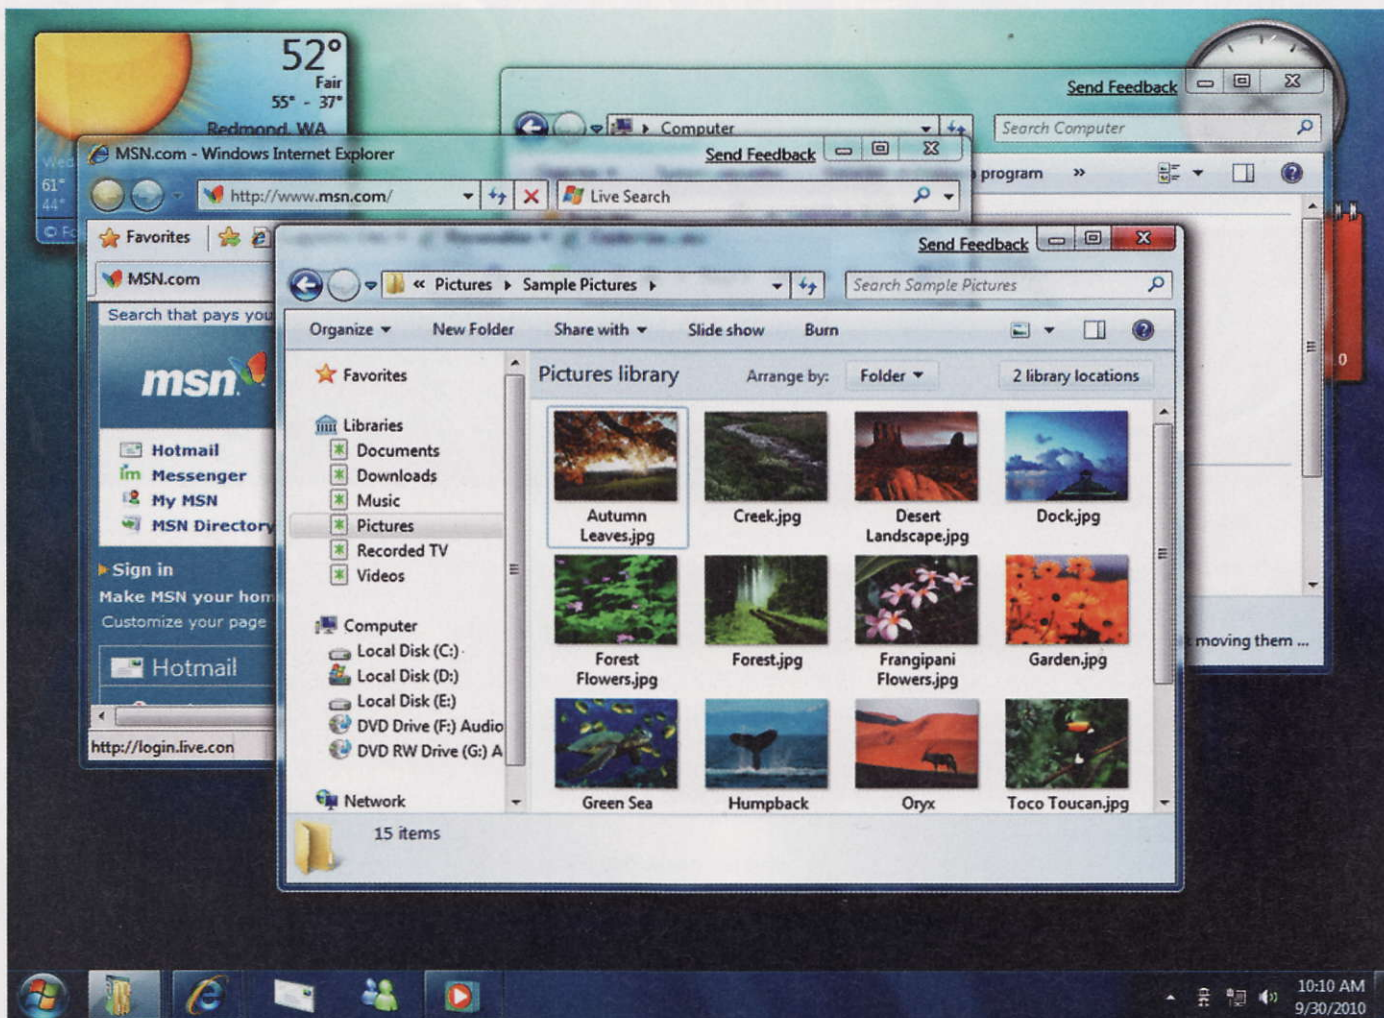 52°
Fair
55° - 37°
Redmond, WA
Wed
61°
44°
© Fo
Send Feedback
Computer
Search Computer
program »
MSN.com - Windows Internet Explorer
Send Feedback
http://www.msn.com/
Live Search
Favorites
MSN.com
Search that pays you
msn
Hotmail
im Messenger
My MSN
MSN Directory
Sign in
Make MSN your hom
Customize your page
Hotmail
http://login.live.con
Send Feedback
« Pictures Sample Pictures
Search Sample Pictures
Organize New Folder Share with Slide show Burn
Favorites
Libraries
Documents
Downloads
Music
Pictures
Recorded TV
Videos
Computer
Local Disk (C:)
Local Disk (D:)
Local Disk (E:)
DVD Drive (F:) Audio
DVD RW Drive (G:) A
Network
Pictures library Arrange by: Folder 2 library locations
Autumn Leaves.jpg
Creek.jpg
Desert Landscape.jpg
Dock.jpg
Forest Flowers.jpg
Forest.jpg
Frangipani Flowers.jpg
Garden.jpg
Green Sea
Humpback
Oryx
Toco Toucan.jpg
15 items
moving them ...
0
10:10 AM
9/30/2010